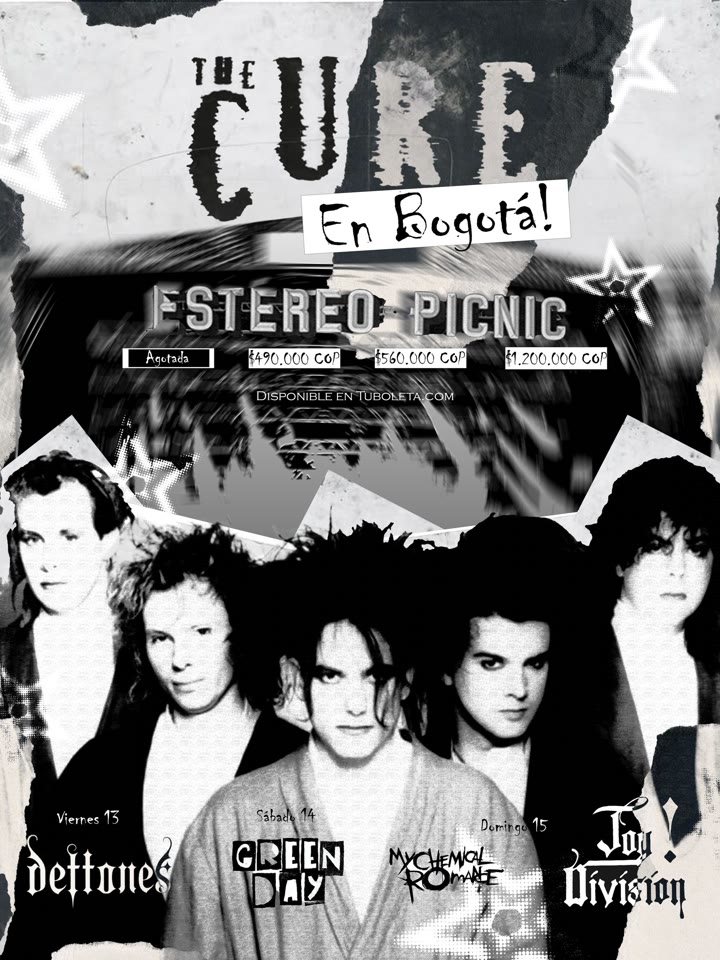 THE
CURE
En Bogotá!
ESTEREO PICNIC
Agotada $490.000 COP $560.000 COP $1.200.000 COP
Disponible en Tuboleta.com
Viernes 13 Sábado 14 Domingo 15
deftones GREEN DAY MY CHEMICAL ROMANCE Joy Division!